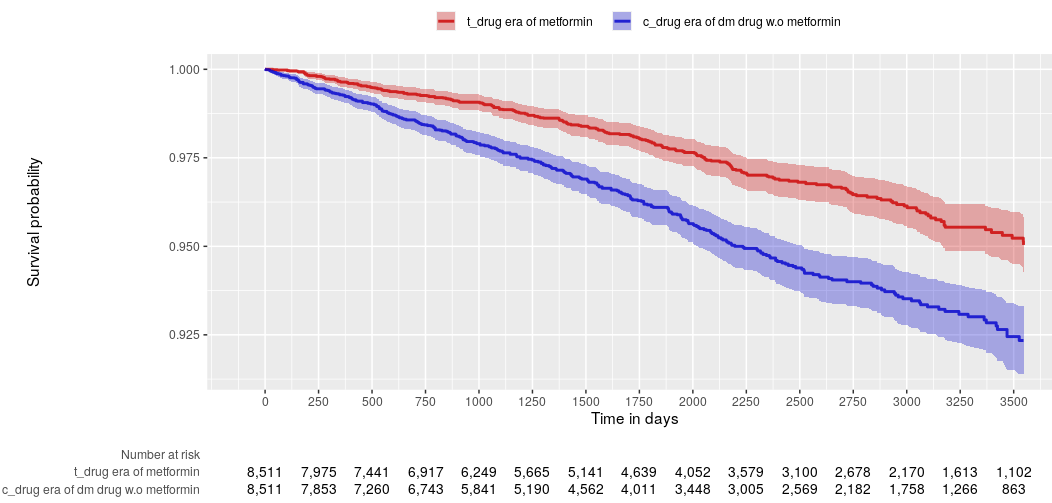 t_drug era of metformin c_drug era of dm drug w.o metformin
1.000
0.975
0.950
0.925
Survival probability
0 250 500 750 1000 1250 1500 1750 2000 2250 2500 2750 3000 3250 3500
Time in days
Number at risk
t_drug era of metformin 8,511 7,975 7,441 6,917 6,249 5,665 5,141 4,639 4,052 3,579 3,100 2,678 2,170 1,613 1,102
c_drug era of dm drug w.o metformin 8,511 7,853 7,260 6,743 5,841 5,190 4,562 4,011 3,448 3,005 2,569 2,182 1,758 1,266 863